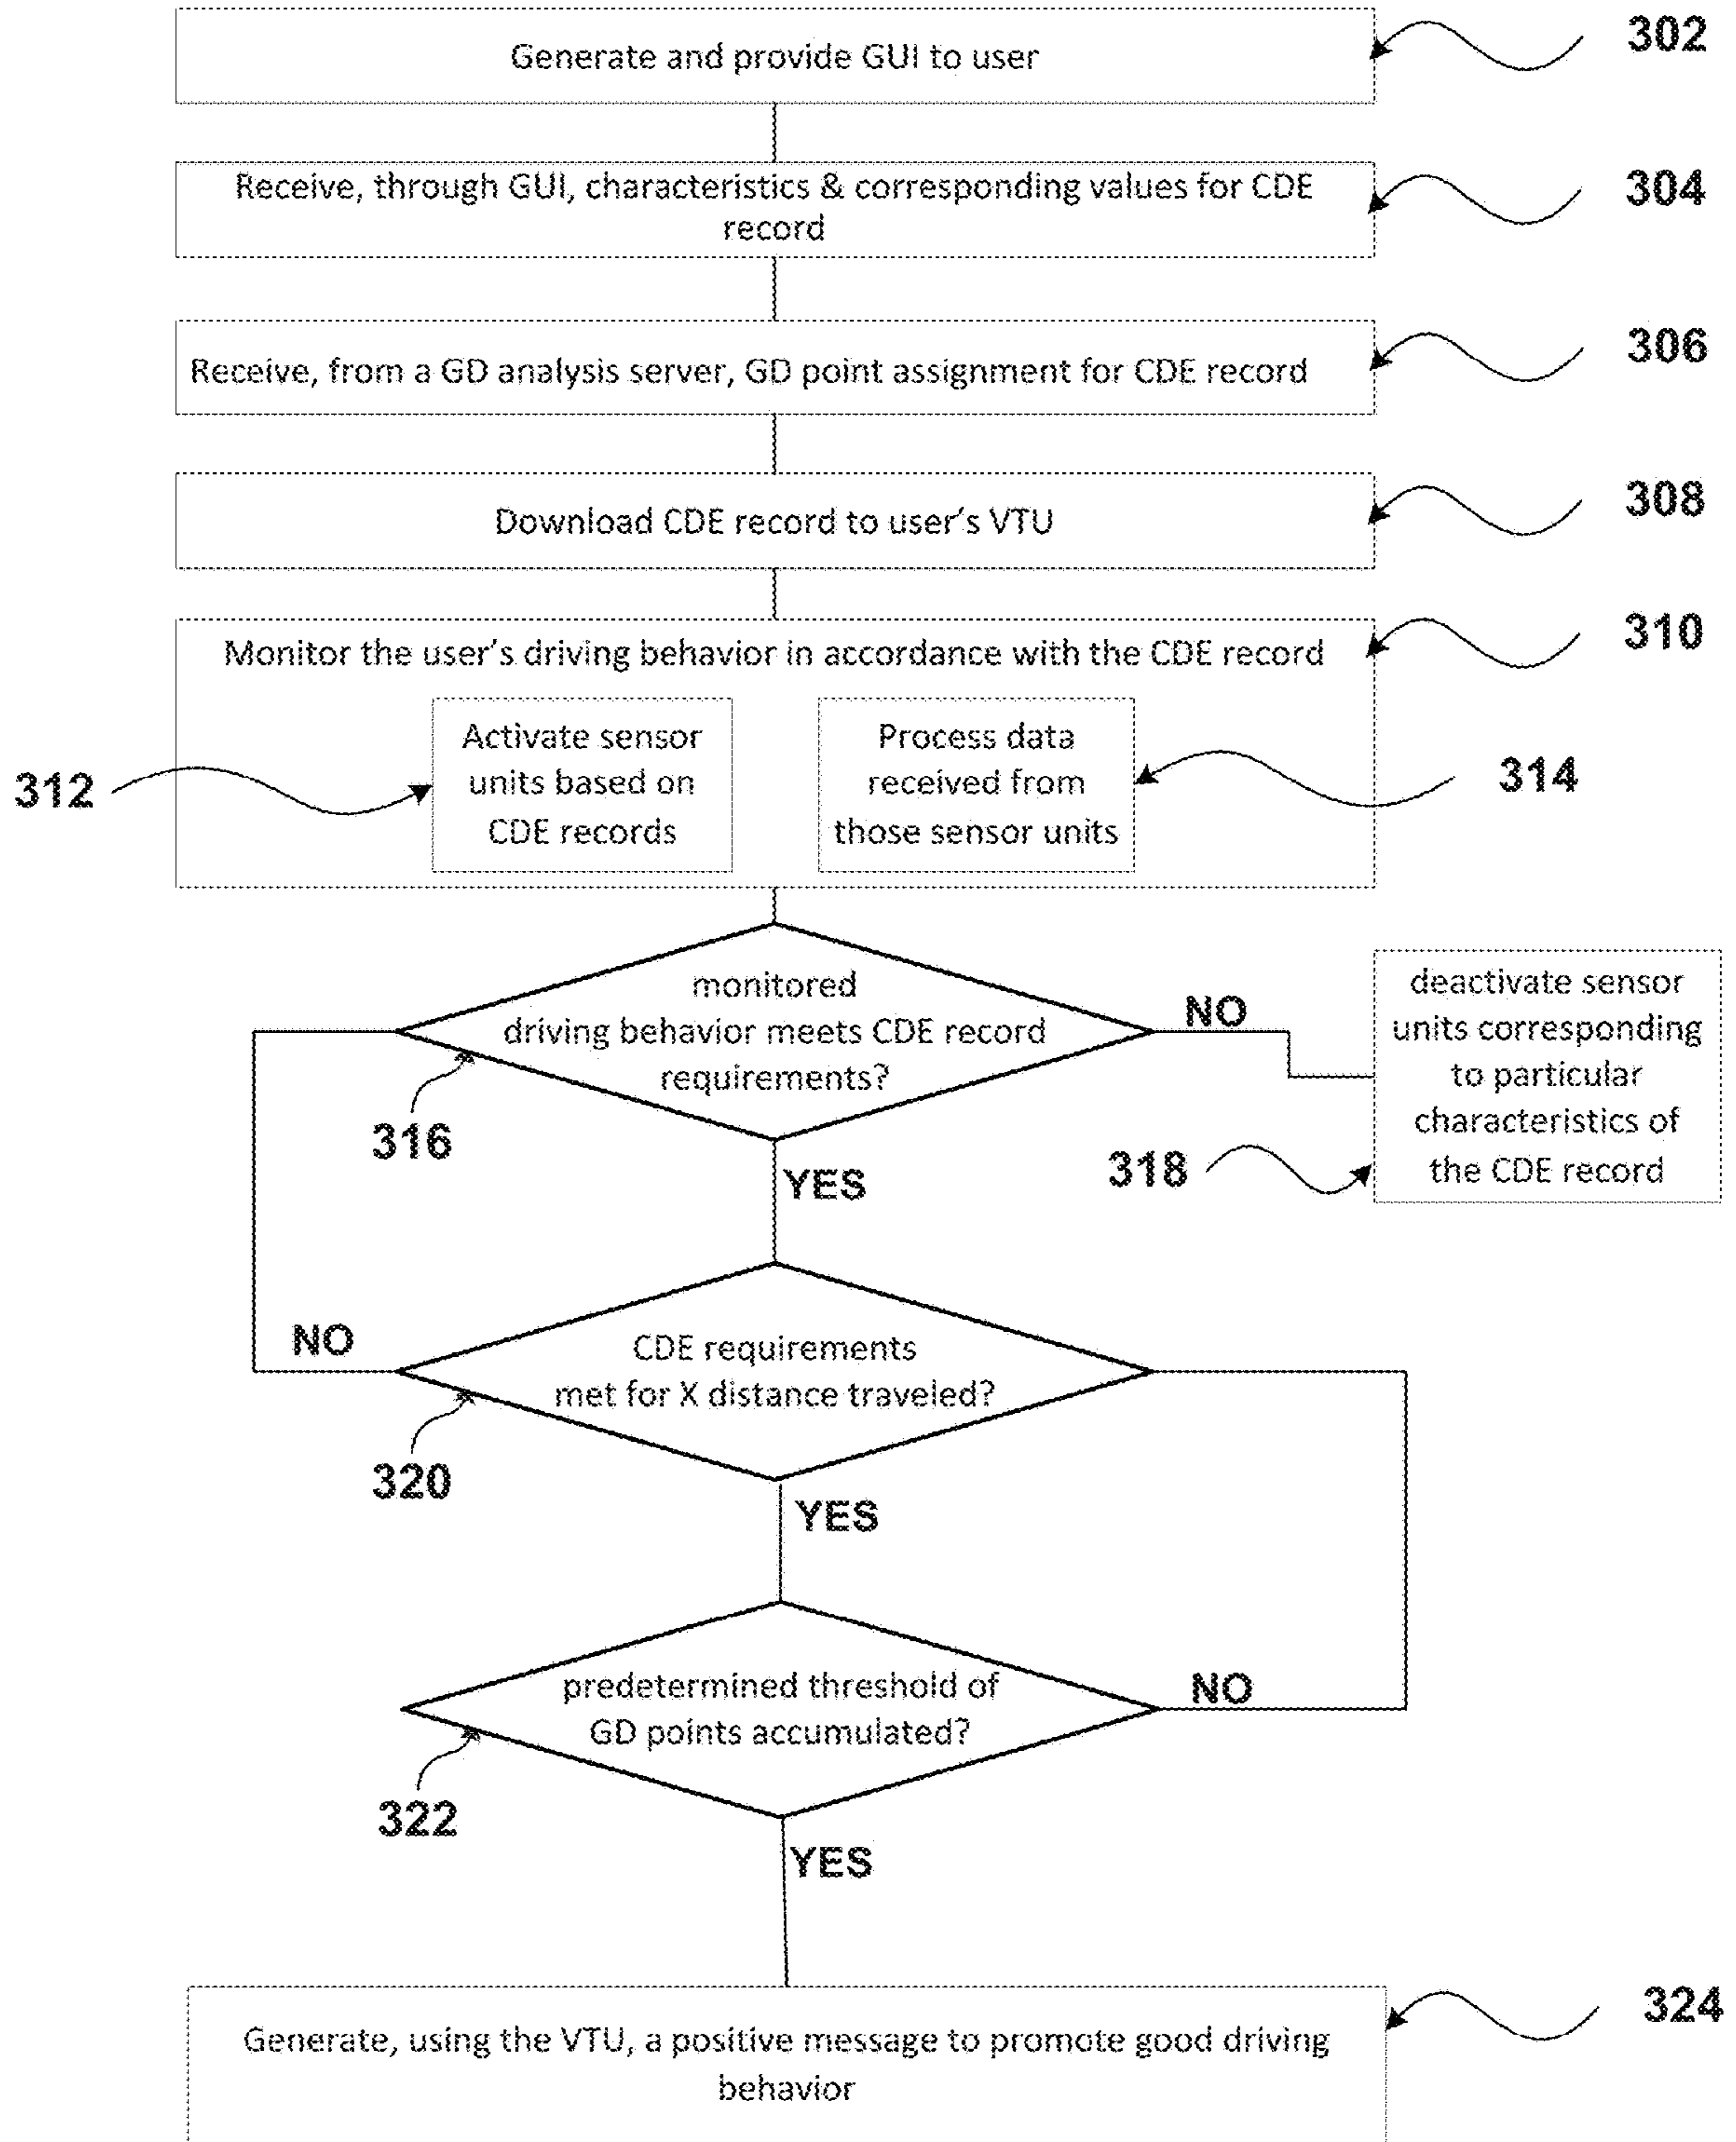 Generate and provide GUI to user
302
Receive, through GUI, characteristics & corresponding values for CDE
record
304
Receive, from a GD analysis server, GD point assignment for CDE record
306
Download CDE record to user's VTU
308
Monitor the user's driving behavior in accordance with the CDE record
310
312
Activate sensor
units based on
CDE records
Process data
received from
those sensor units
314
monitored
driving behavior meets CDE record
requirements?
316
NO
deactivate sensor
units corresponding
to particular
characteristics of
the CDE record
318
YES
NO
CDE requirements
met for X distance traveled?
320
YES
predetermined threshold of
GD points accumulated?
NO
322
YES
Generate, using the VTU, a positive message to promote good driving
behavior
324